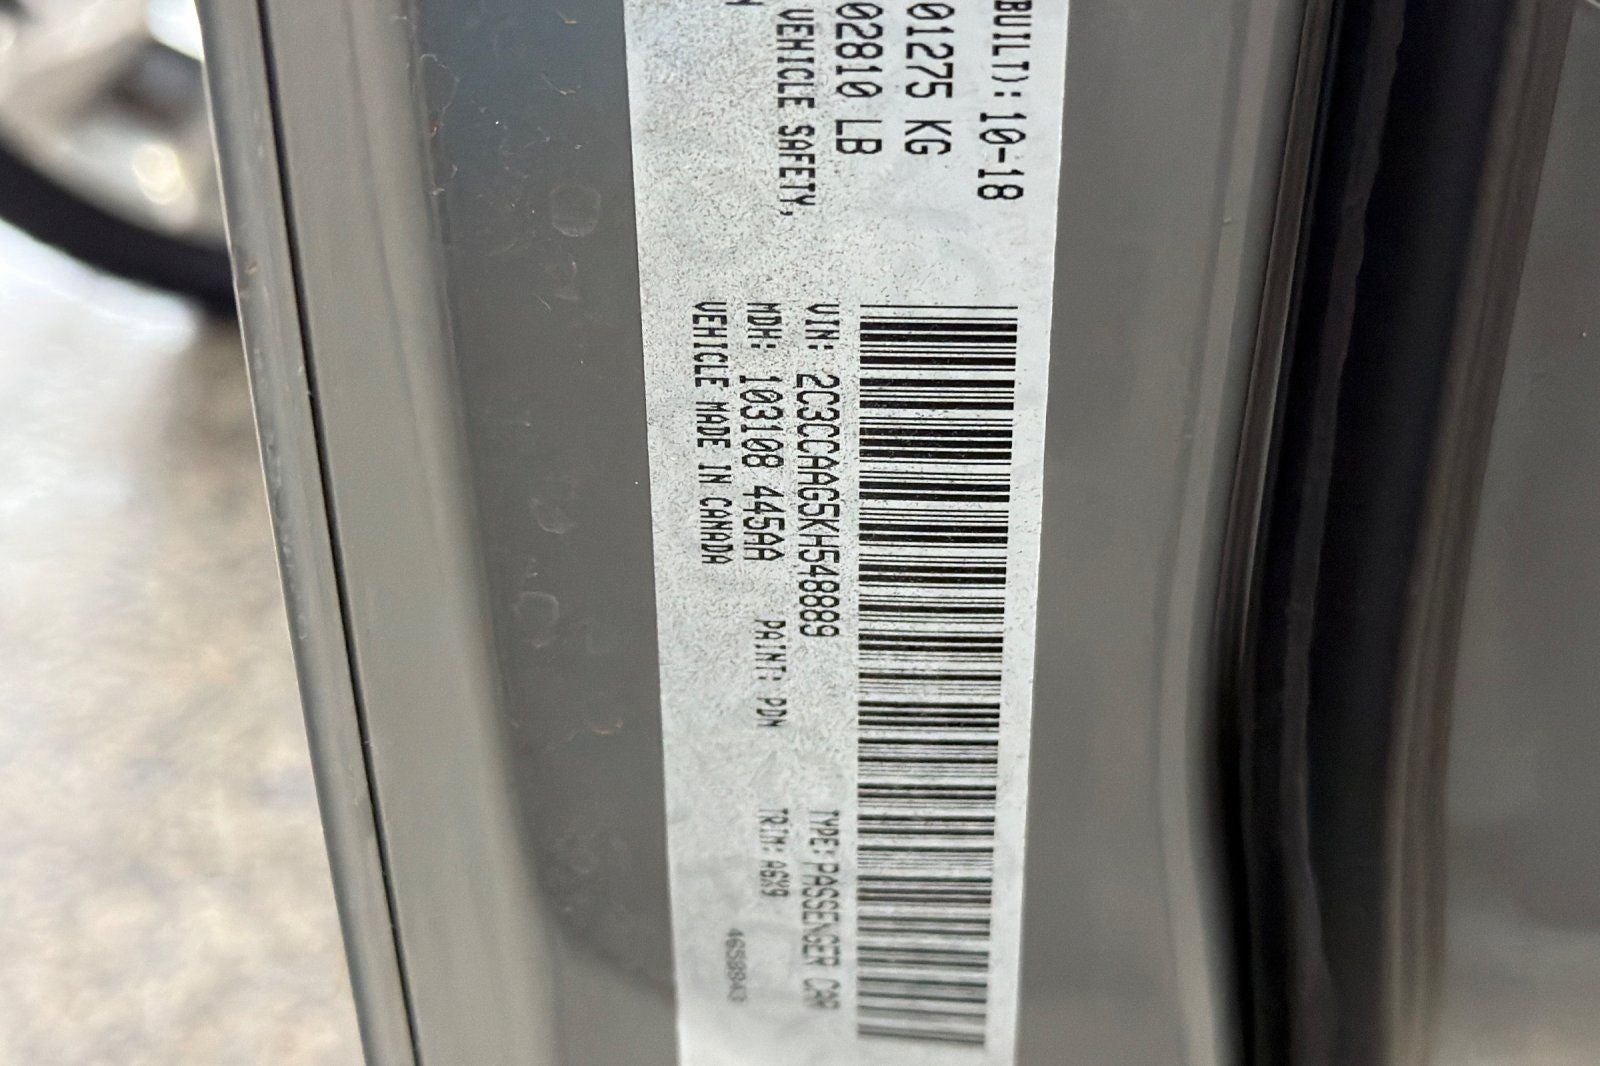 BUILT): 10-18
01275 KG
02810 LB
VEHICLE SAFETY,
N
VIN: 2C3CCAAG5KH548889
TYPE: PASSENGER CAR
MDH: 103108 445AA
PAINT: PDN
TRIM: A6X9
VEHICLE MADE IN CANADA